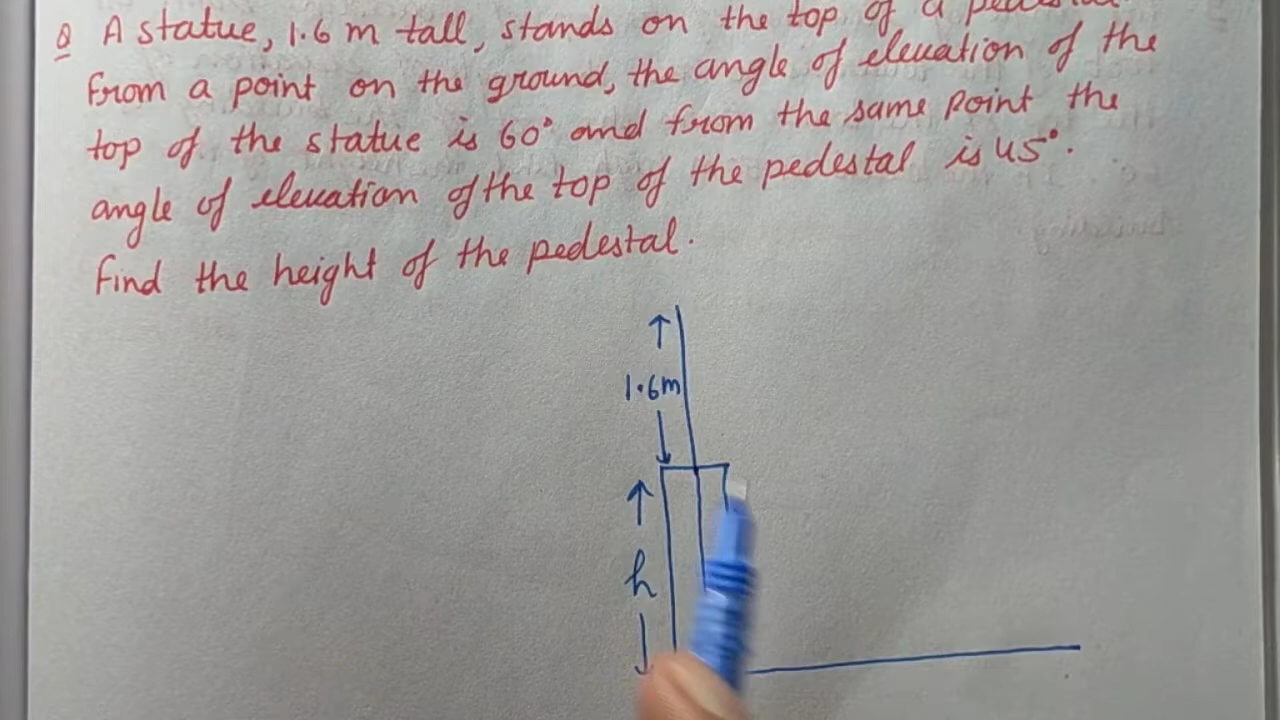 Q A statue, 1.6 m tall, stands on the top of a
from a point on the ground, the angle of elevation of the
top of the statue is 60° and from the same point the
angle of elevation of the top of the pedestal is 45°.
Find the height of the pedestal.
1.6m
h